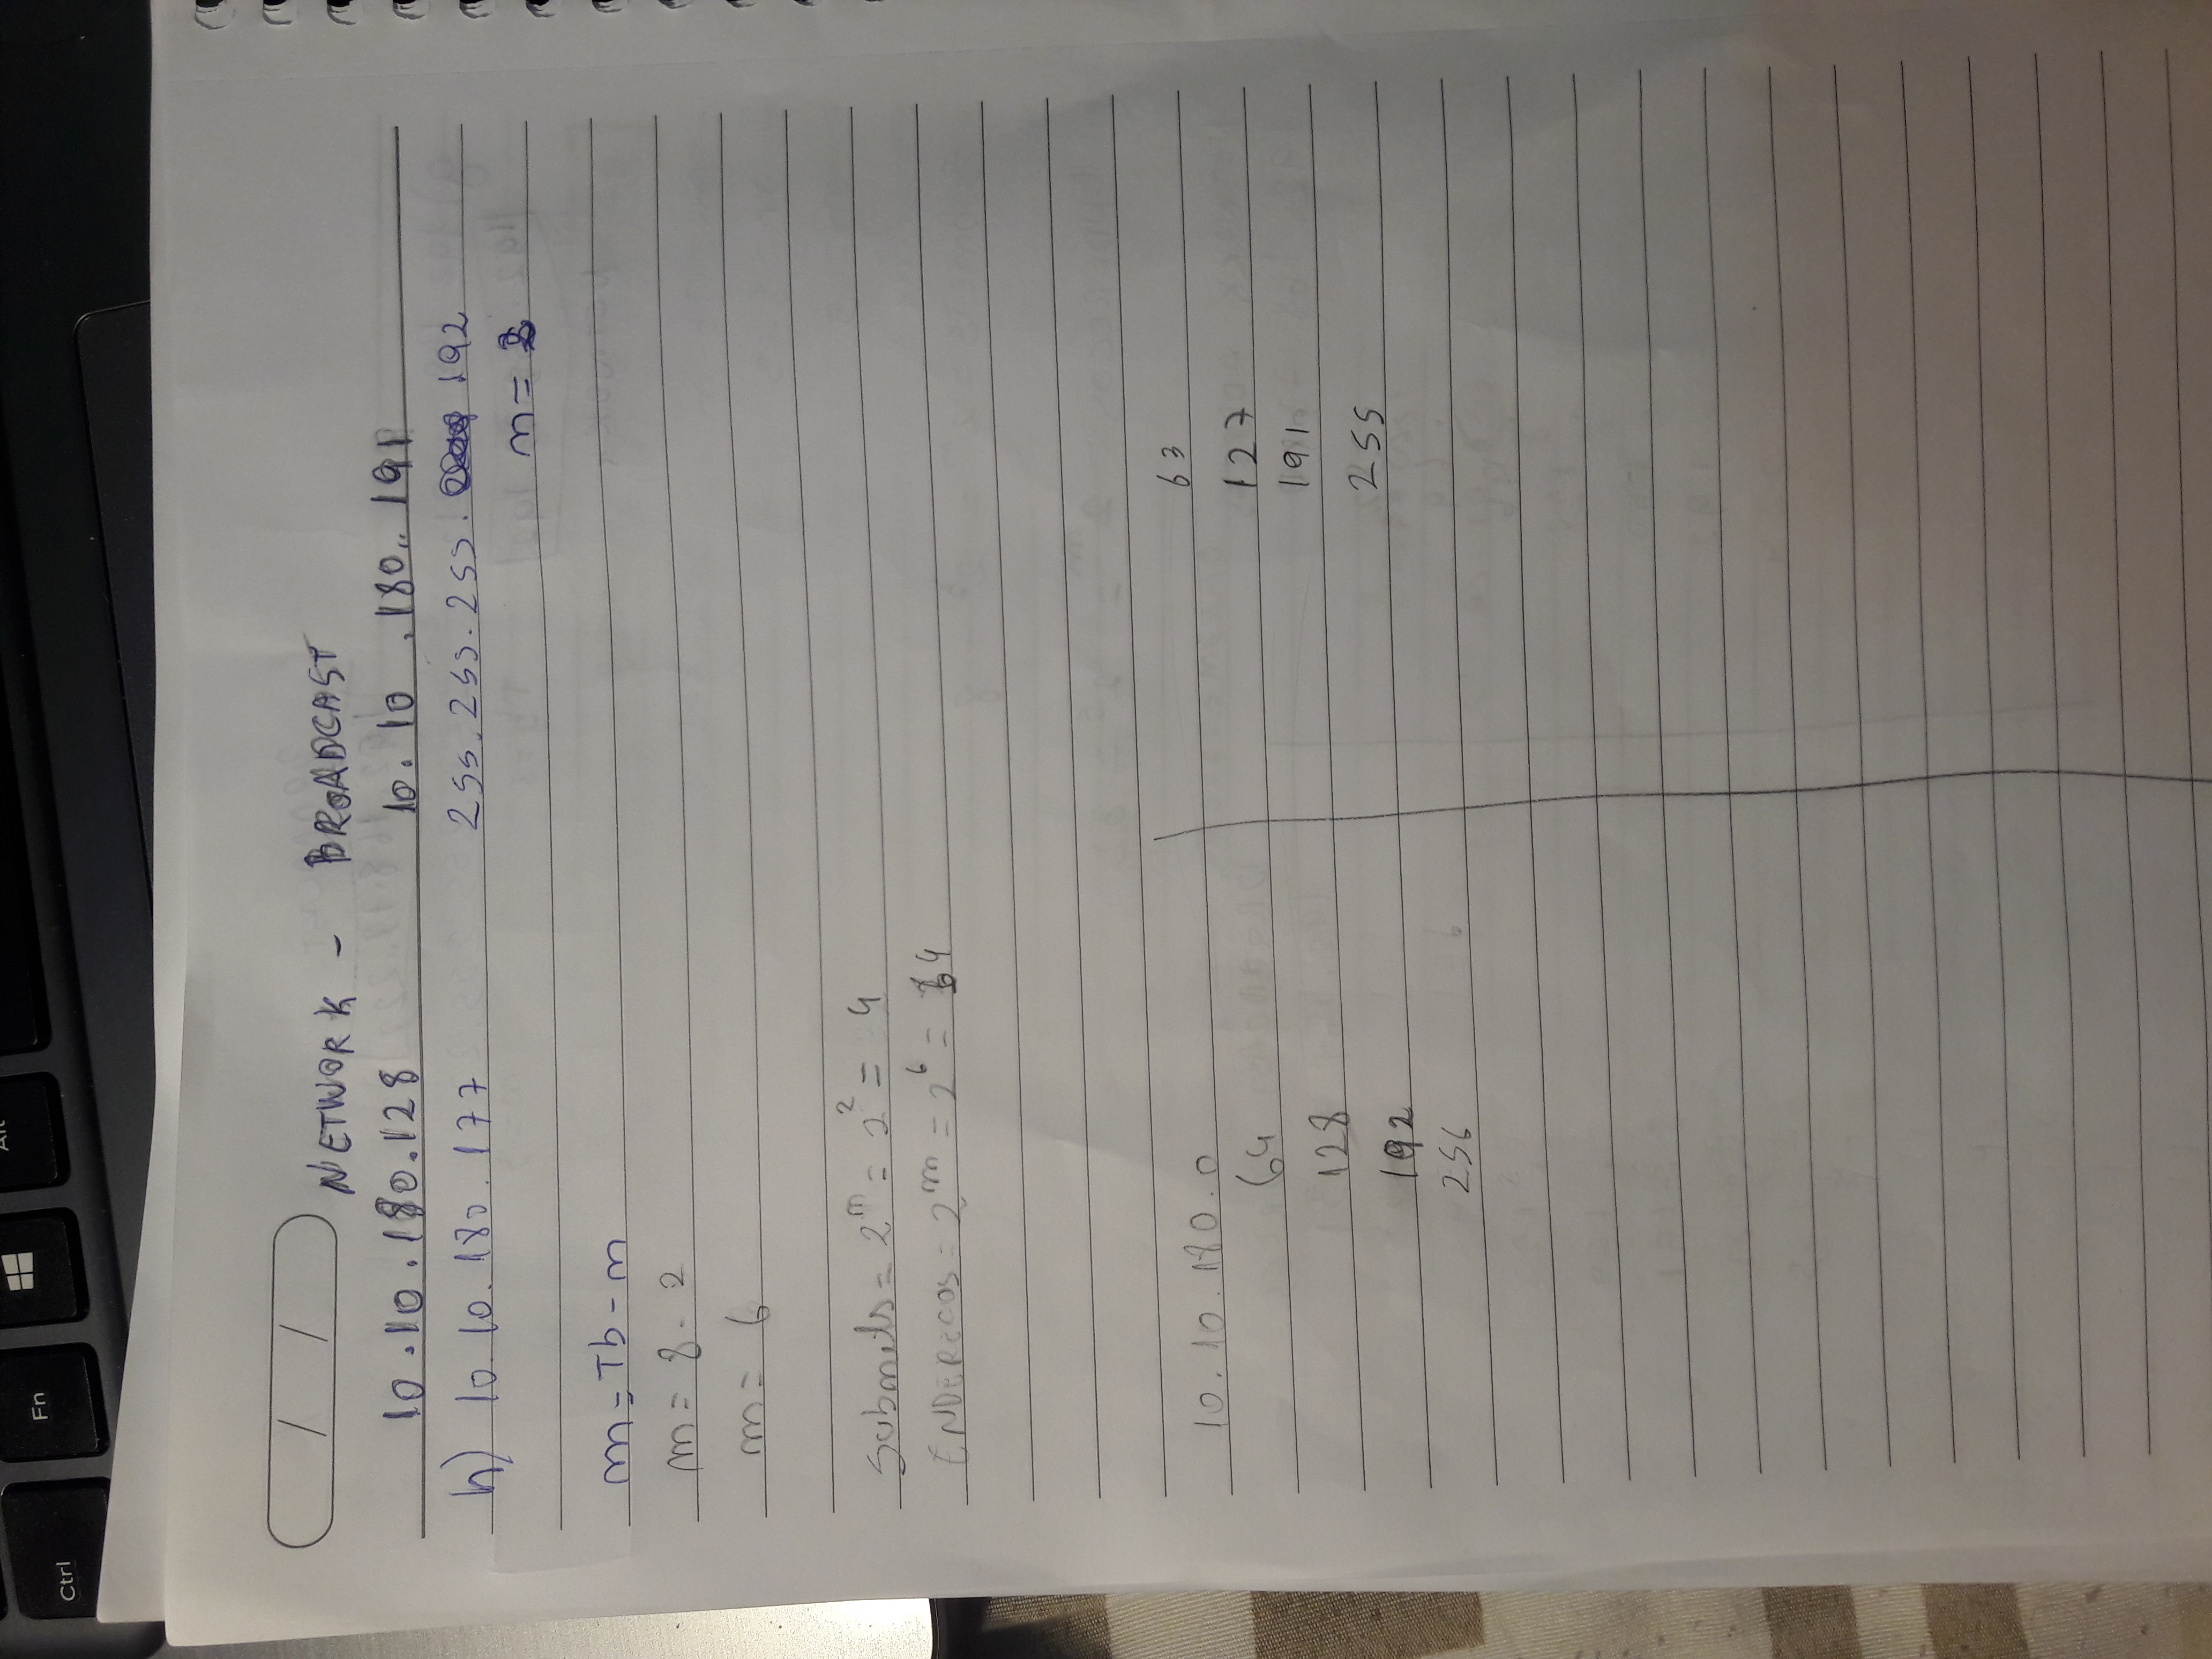 Ctrl Fn Alt
NETWORK - BROADCAST
10.10.180.128 10.10.180.191
h) 10.10.180.177 255.255.255. 192
n= 2
m=Tb-n
m= 8-2
m= 6
Subnets = 2^n = 2^2 = 4
ENDERECOS = 2^m = 2^6 = 64
10.10.180.0 63
64 127
128 191
192 255
256